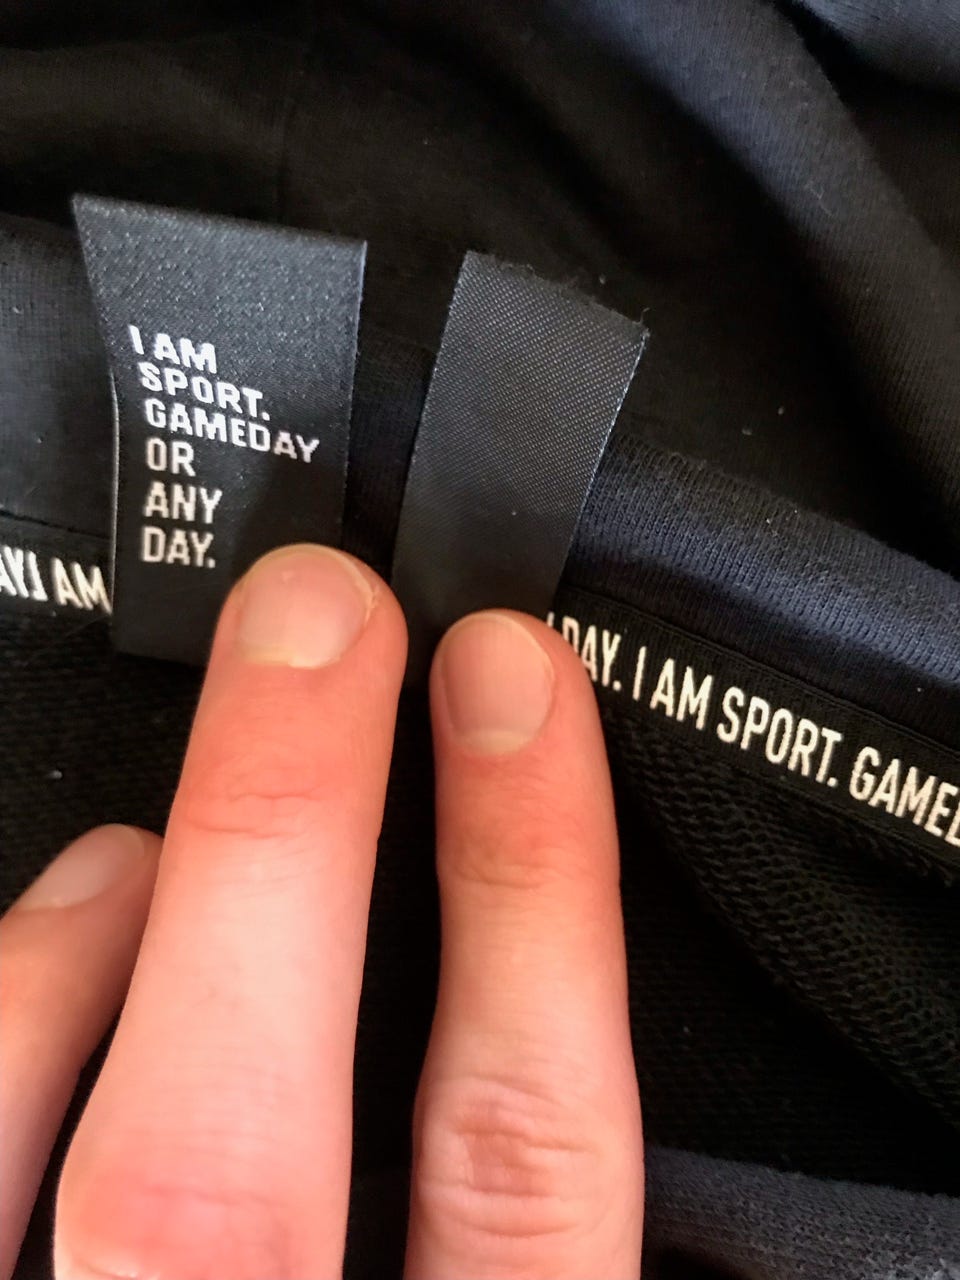 I AM
SPORT.
GAMEDAY
OR
ANY
DAY.
AM
DAY. I AM SPORT.